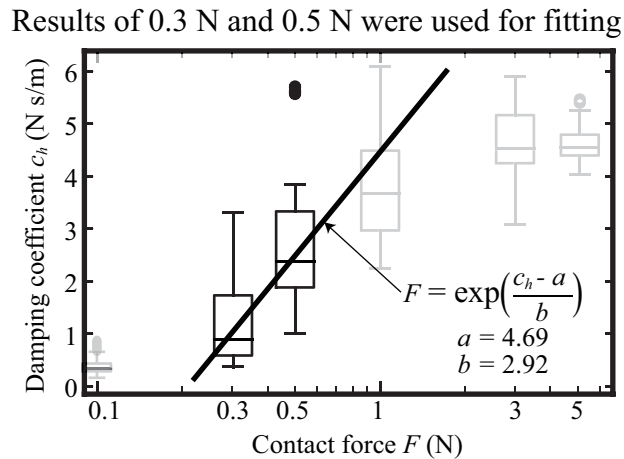 Results of 0.3 N and 0.5 N were used for fitting
Damping coefficient c_h (N s/m)
6
5
4
3
2
1
0
F = exp((c_h - a)/b)
a = 4.69
b = 2.92
0.1 0.3 0.5 1 3 5
Contact force F (N)